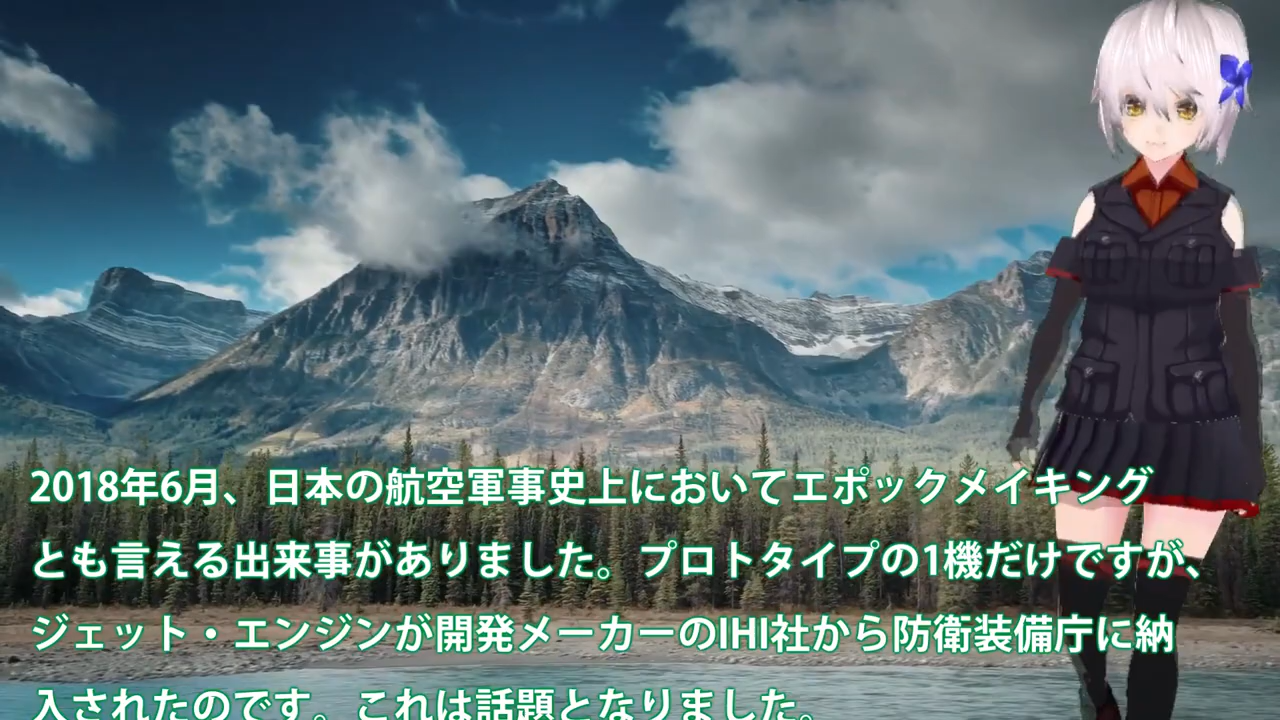 2018年6月、日本の航空軍事史上においてエポックメイキング
とも言える出来事がありました。プロトタイプの1機だけですが、
ジェット・エンジンが開発メーカーのIHI社から防衛装備庁に納
入されたのです。これは話題となりました。